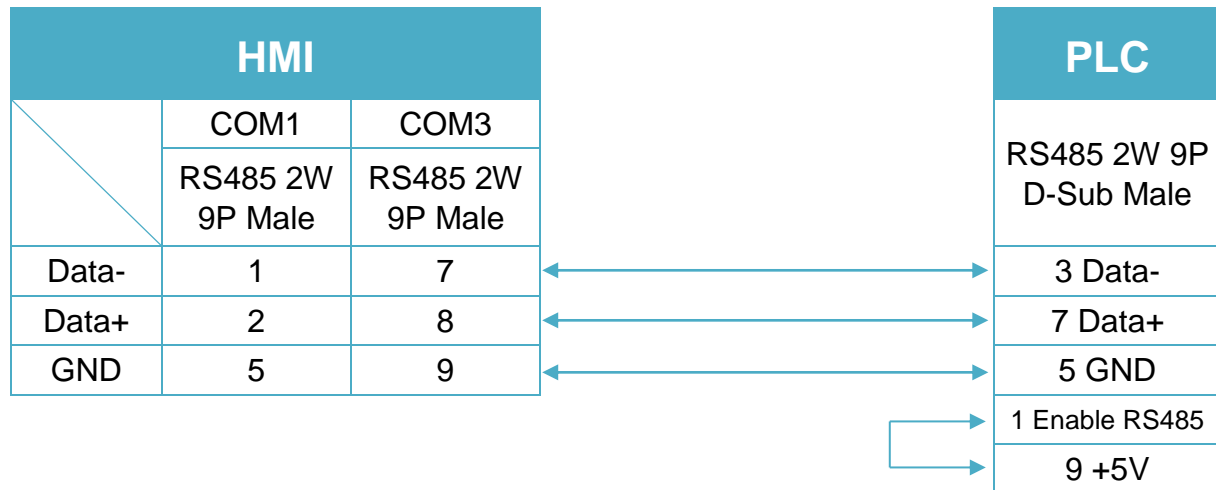 HMI
PLC
COM1 COM3
RS485 2W RS485 2W
9P Male 9P Male
RS485 2W 9P
D-Sub Male
Data- 1 7 3 Data-
Data+ 2 8 7 Data+
GND 5 9 5 GND
1 Enable RS485
9 +5V